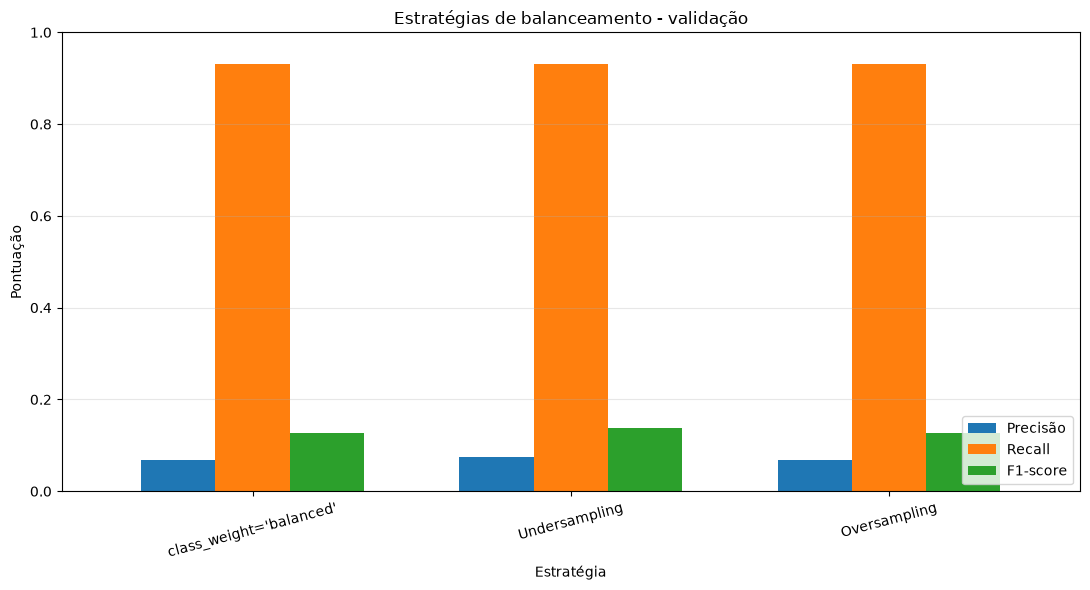 Estratégias de balanceamento - validação
1.0
0.8
0.6
0.4
0.2
0.0
Pontuação
Precisão
Recall
F1-score
class_weight='balanced'
Undersampling
Oversampling
Estratégia